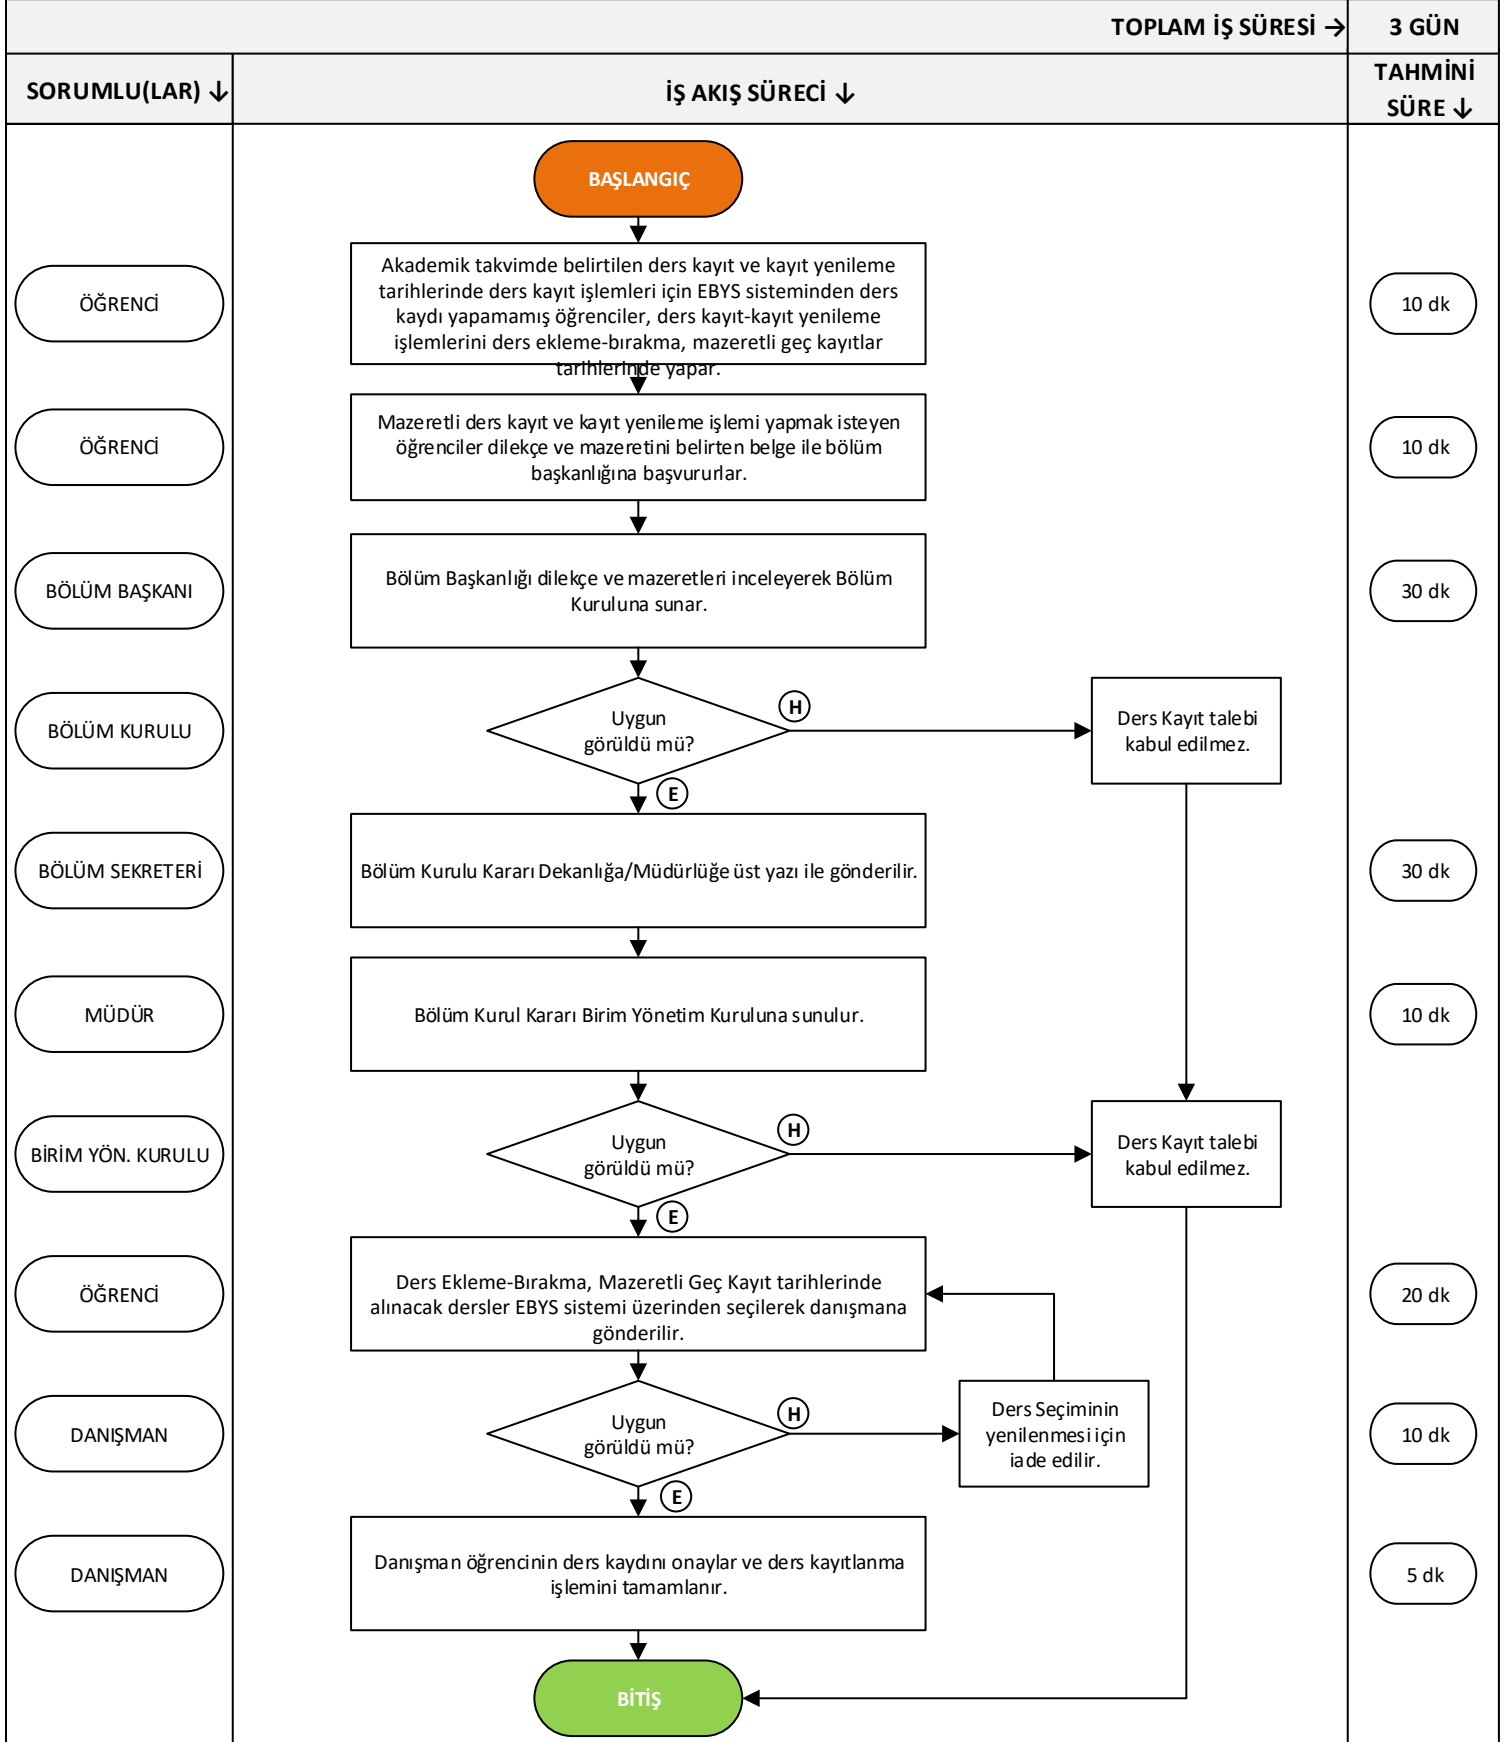 TOPLAM İŞ SÜRESİ →
3 GÜN
SORUMLU(LAR) ↓
İŞ AKIŞ SÜRECİ ↓
TAHMİNİ
SÜRE ↓
BAŞLANGIÇ
ÖĞRENCİ
Akademik takvimde belirtilen ders kayıt ve kayıt yenileme
tarihlerinde ders kayıt işlemleri için EBYS sisteminden ders
kaydı yapamamış öğrenciler, ders kayıt-kayıt yenileme
işlemlerini ders ekleme-bırakma, mazeretli geç kayıtlar
tarihlerinde yapar.
10 dk
ÖĞRENCİ
Mazeretli ders kayıt ve kayıt yenileme işlemi yapmak isteyen
öğrenciler dilekçe ve mazeretini belirten belge ile bölüm
başkanlığına başvururlar.
10 dk
BÖLÜM BAŞKANI
Bölüm Başkanlığı dilekçe ve mazeretleri inceleyerek Bölüm
Kuruluna sunar.
30 dk
BÖLÜM KURULU
Uygun
görüldü mü?
H
Ders Kayıt talebi
kabul edilmez.
E
BÖLÜM SEKRETERİ
Bölüm Kurulu Kararı Dekanlığa/Müdürlüğe üst yazı ile gönderilir.
30 dk
MÜDÜR
Bölüm Kurul Kararı Birim Yönetim Kuruluna sunulur.
10 dk
BİRİM YÖN. KURULU
Uygun
görüldü mü?
H
Ders Kayıt talebi
kabul edilmez.
E
ÖĞRENCİ
Ders Ekleme-Bırakma, Mazeretli Geç Kayıt tarihlerinde
alınacak dersler EBYS sistemi üzerinden seçilerek danışmana
gönderilir.
20 dk
DANIŞMAN
Uygun
görüldü mü?
H
Ders Seçiminin
yenilenmesi için
iade edilir.
10 dk
E
DANIŞMAN
Danışman öğrencinin ders kaydını onaylar ve ders kayıtlanma
işlemini tamamlanır.
5 dk
BİTİŞ